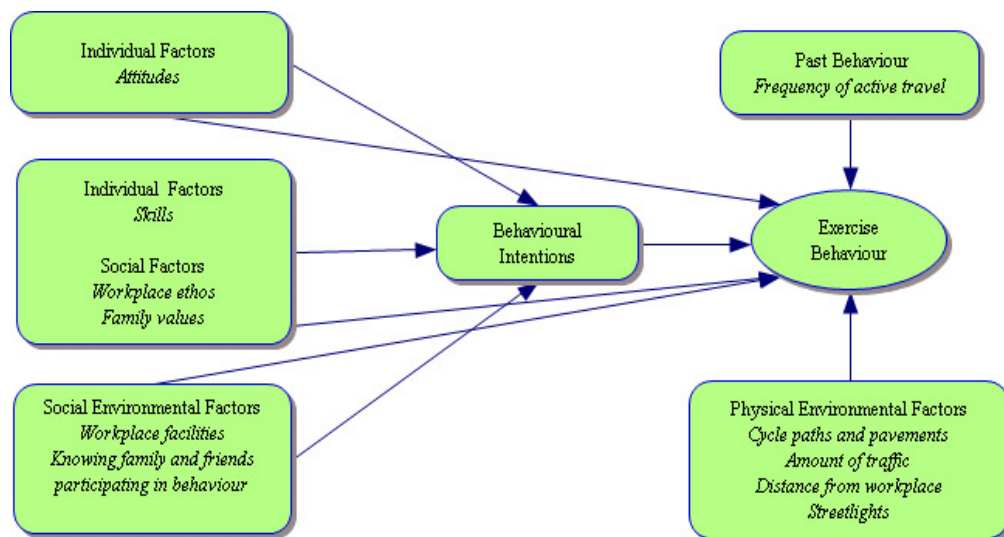 Individual Factors
Attitudes
Past Behaviour
Frequency of active travel
Individual Factors
Skills
Social Factors
Workplace ethos
Family values
Behavioural
Intentions
Exercise
Behaviour
Social Environmental Factors
Workplace facilities
Knowing family and friends
participating in behaviour
Physical Environmental Factors
Cycle paths and pavements
Amount of traffic
Distance from workplace
Streetlights